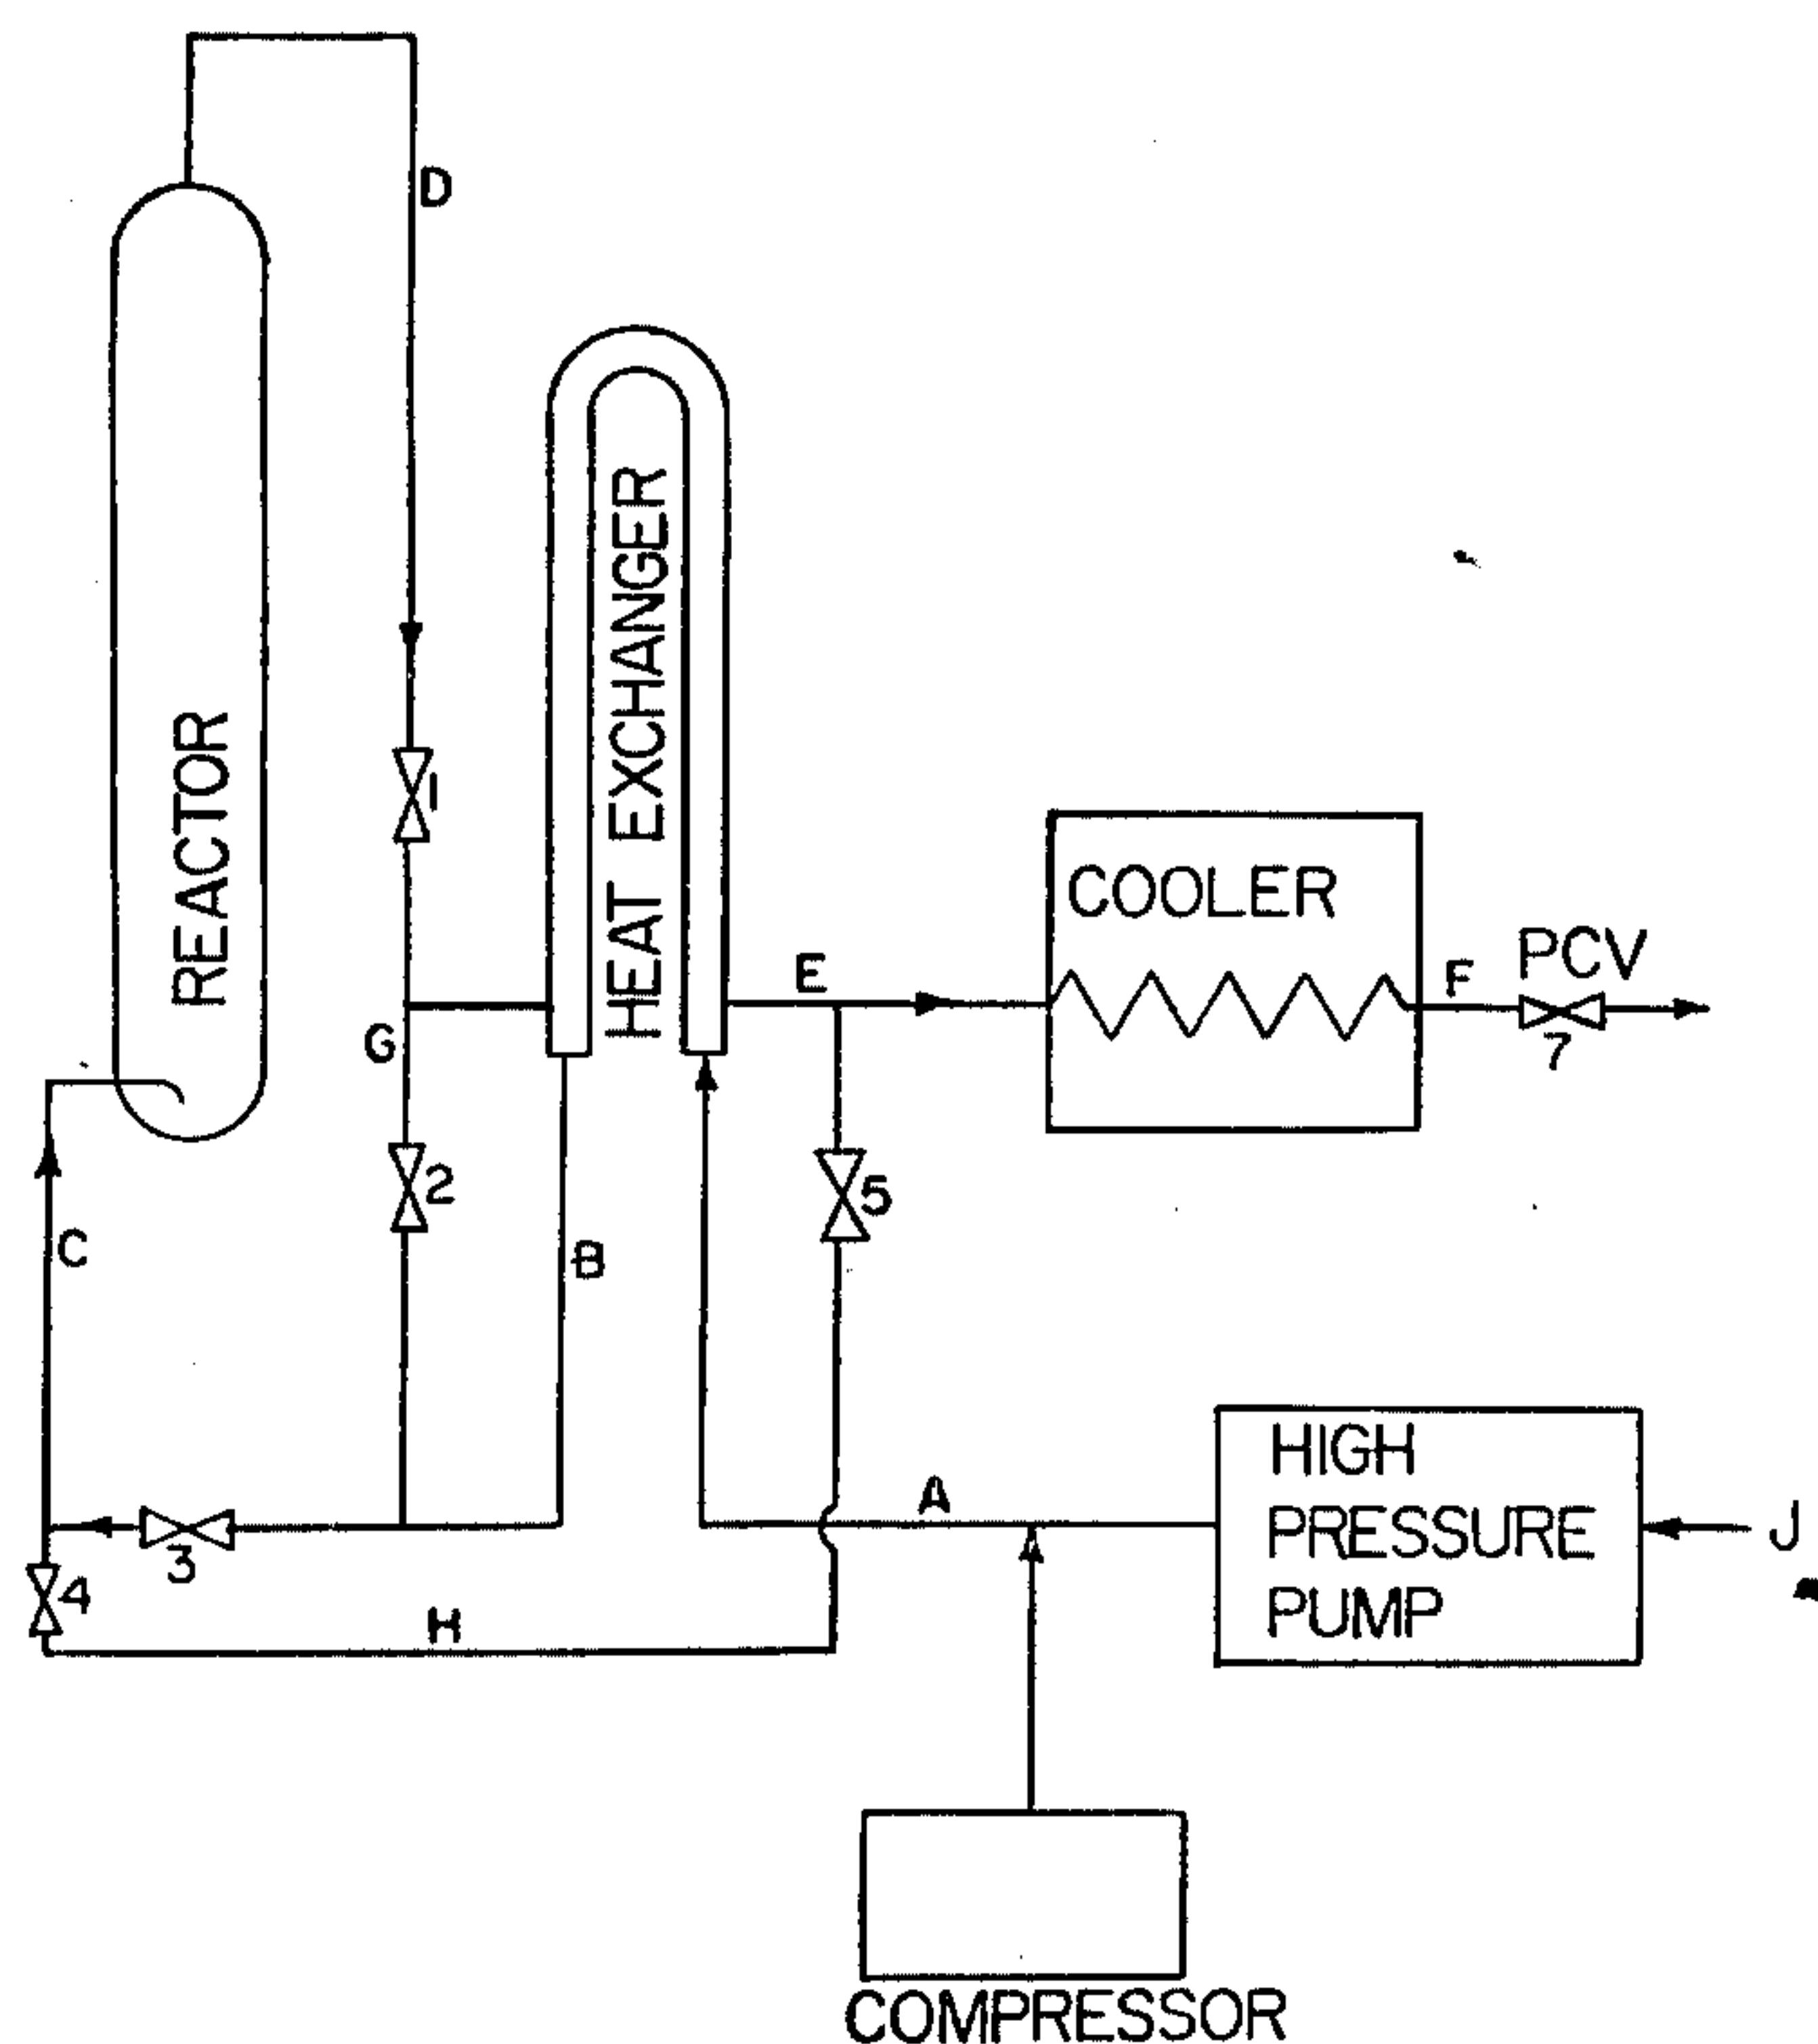 D
REACTOR
1
HEAT EXCHANGER
COOLER
E
F
PCV
7
G
2
5
C
B
A
HIGH
PRESSURE
PUMP
J
3
4
H
COMPRESSOR